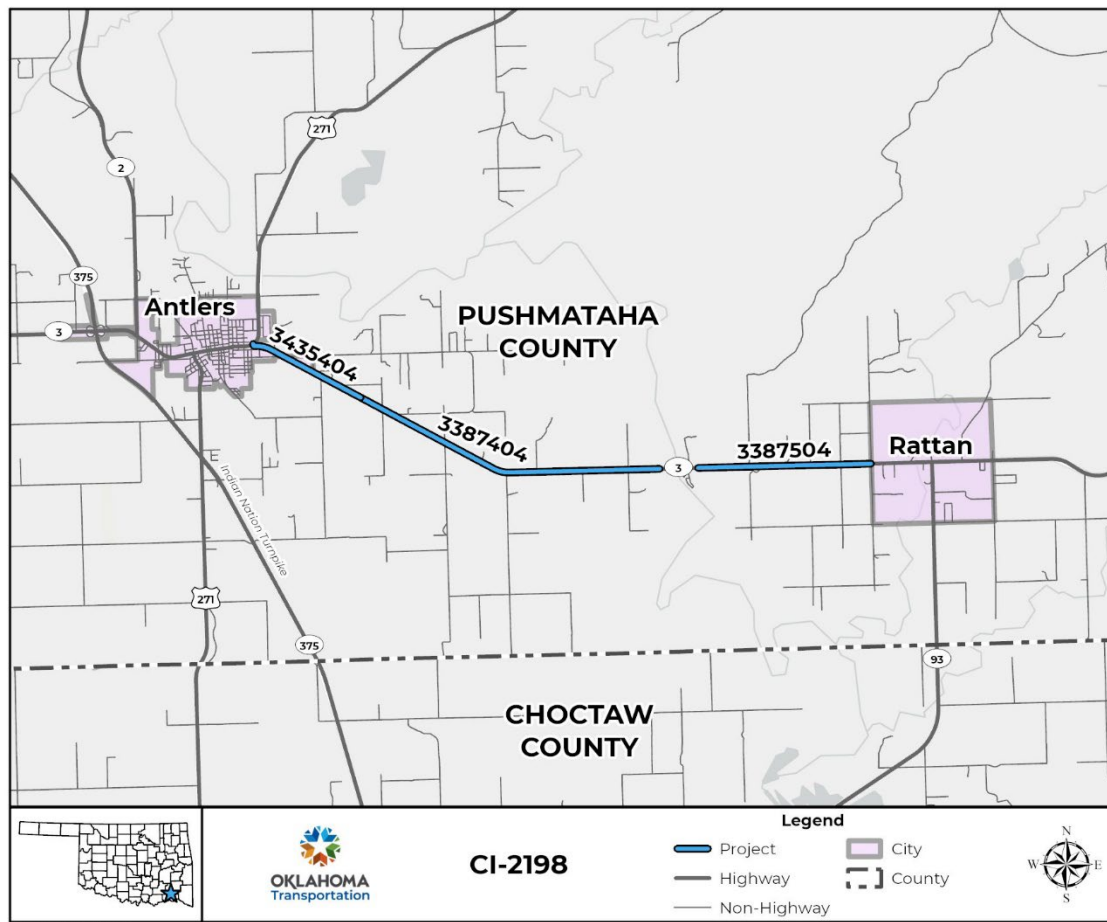 271
2
375
Antlers
3
PUSHMATAHA
COUNTY
3435404
3387404
3387504
3
Rattan
Indian Nation Turnpike
271
375
93
CHOCTAW
COUNTY
OKLAHOMA
Transportation
CI-2198
Legend
Project
City
Highway
County
Non-Highway
N
W
E
S